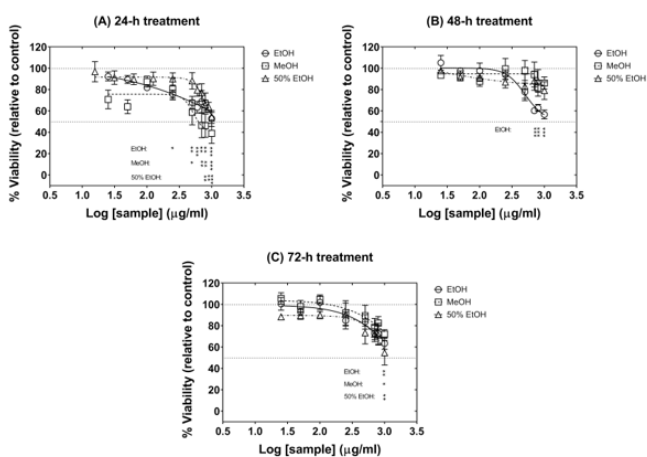 (A) 24-h treatment
120
100
80
60
40
20
0
% Viability (relative to control)
EtOH
MeOH
50% EtOH
EtOH:
MeOH:
50% EtOH:
0.5 1.0 1.5 2.0 2.5 3.0 3.5
Log [sample] (µg/ml)
(B) 48-h treatment
120
100
80
60
40
20
0
% Viability (relative to control)
EtOH
MeOH
50% EtOH
EtOH:
0.5 1.0 1.5 2.0 2.5 3.0 3.5
Log [sample] (µg/ml)
(C) 72-h treatment
120
100
80
60
40
20
0
% Viability (relative to control)
EtOH
MeOH
50% EtOH
EtOH:
MeOH:
50% EtOH:
0.5 1.0 1.5 2.0 2.5 3.0 3.5
Log [sample] (µg/ml)